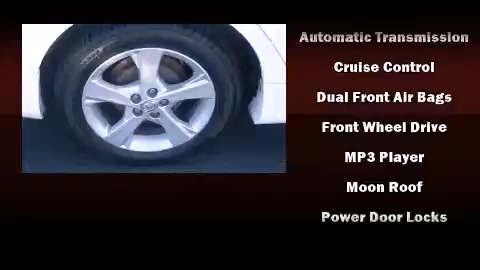 Automatic Transmission
Cruise Control
Dual Front Air Bags
Front Wheel Drive
MP3 Player
Moon Roof
Power Door Locks